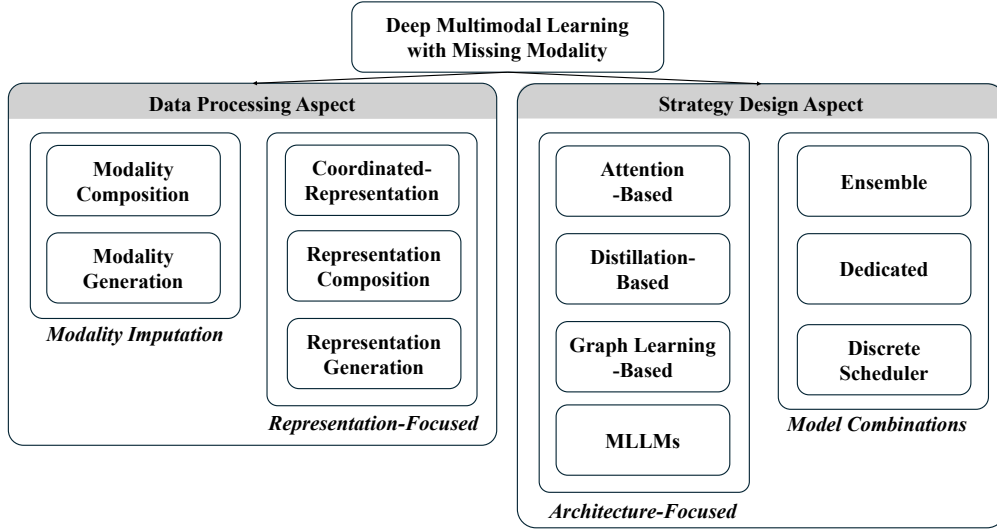 Deep Multimodal Learning
with Missing Modality
Data Processing Aspect
Modality
Composition
Modality
Generation
Modality Imputation
Coordinated-
Representation
Representation
Composition
Representation
Generation
Representation-Focused
Strategy Design Aspect
Attention
-Based
Distillation-
Based
Graph Learning
-Based
MLLMs
Architecture-Focused
Ensemble
Dedicated
Discrete
Scheduler
Model Combinations